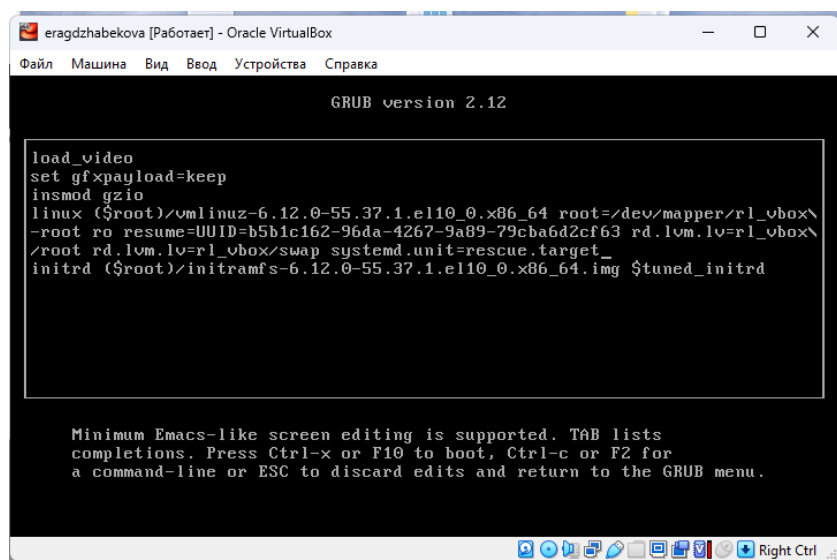 eragdzhabekova [Работает] - Oracle VirtualBox
Файл Машина Вид Ввод Устройства Справка
GRUB version 2.12
load_video
set gfxpayload=keep
insmod gzio
linux ($root)/vmlinuz-6.12.0-55.37.1.el10_0.x86_64 root=/dev/mapper/rl_vbox\
-root ro resume=UUID=b5b1c162-96da-4267-9a89-79cba6d2cf63 rd.lvm.lv=rl_vbox\
/root rd.lvm.lv=rl_vbox/swap systemd.unit=rescue.target_
initrd ($root)/initramfs-6.12.0-55.37.1.el10_0.x86_64.img $tuned_initrd
Minimum Emacs-like screen editing is supported. TAB lists
completions. Press Ctrl-x or F10 to boot, Ctrl-c or F2 for
a command-line or ESC to discard edits and return to the GRUB menu.
Right Ctrl